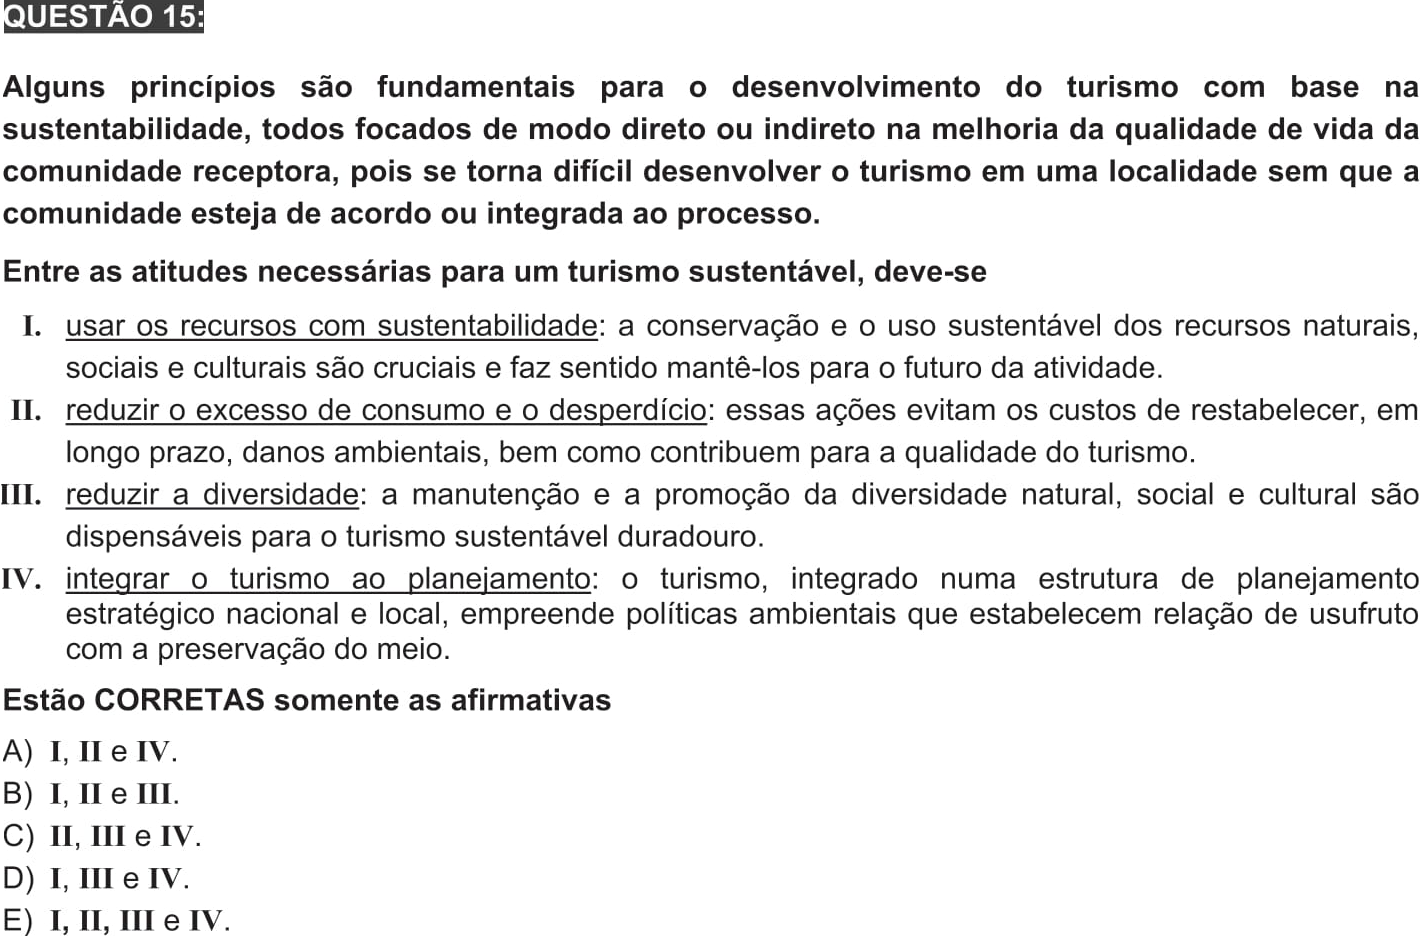 QUESTÃO 15:
Alguns princípios são fundamentais para o desenvolvimento do turismo com base na
sustentabilidade, todos focados de modo direto ou indireto na melhoria da qualidade de vida da
comunidade receptora, pois se torna difícil desenvolver o turismo em uma localidade sem que a
comunidade esteja de acordo ou integrada ao processo.
Entre as atitudes necessárias para um turismo sustentável, deve-se
I. usar os recursos com sustentabilidade: a conservação e o uso sustentável dos recursos naturais,
sociais e culturais são cruciais e faz sentido mantê-los para o futuro da atividade.
II. reduzir o excesso de consumo e o desperdício: essas ações evitam os custos de restabelecer, em
longo prazo, danos ambientais, bem como contribuem para a qualidade do turismo.
III. reduzir a diversidade: a manutenção e a promoção da diversidade natural, social e cultural são
dispensáveis para o turismo sustentável duradouro.
IV. integrar o turismo ao planejamento: o turismo, integrado numa estrutura de planejamento
estratégico nacional e local, empreende políticas ambientais que estabelecem relação de usufruto
com a preservação do meio.
Estão CORRETAS somente as afirmativas
A) I, II e IV.
B) I, II e III.
C) II, III e IV.
D) I, III e IV.
E) I, II, III e IV.